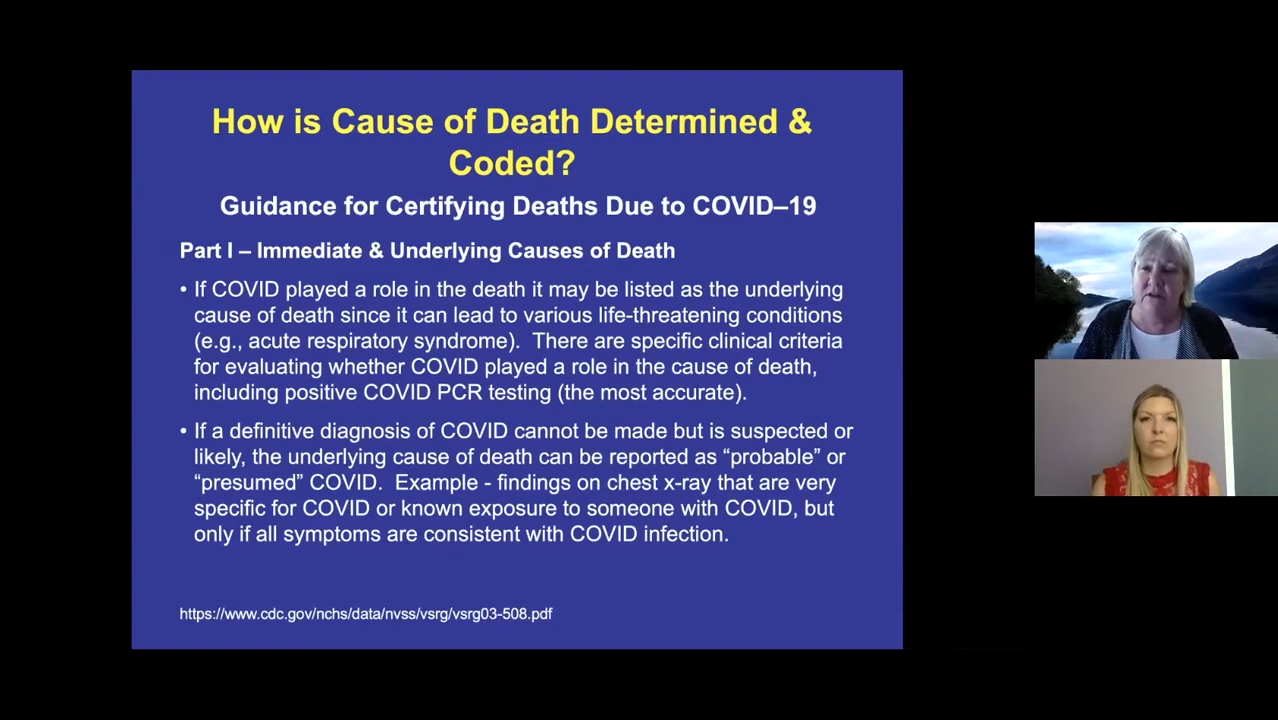 How is Cause of Death Determined &
Coded?
Guidance for Certifying Deaths Due to COVID–19
Part I – Immediate & Underlying Causes of Death
• If COVID played a role in the death it may be listed as the underlying
cause of death since it can lead to various life-threatening conditions
(e.g., acute respiratory syndrome).  There are specific clinical criteria
for evaluating whether COVID played a role in the cause of death,
including positive COVID PCR testing (the most accurate).
• If a definitive diagnosis of COVID cannot be made but is suspected or
likely, the underlying cause of death can be reported as “probable” or
“presumed” COVID.  Example - findings on chest x-ray that are very
specific for COVID or known exposure to someone with COVID, but
only if all symptoms are consistent with COVID infection.
https://www.cdc.gov/nchs/data/nvss/vsrg/vsrg03-508.pdf